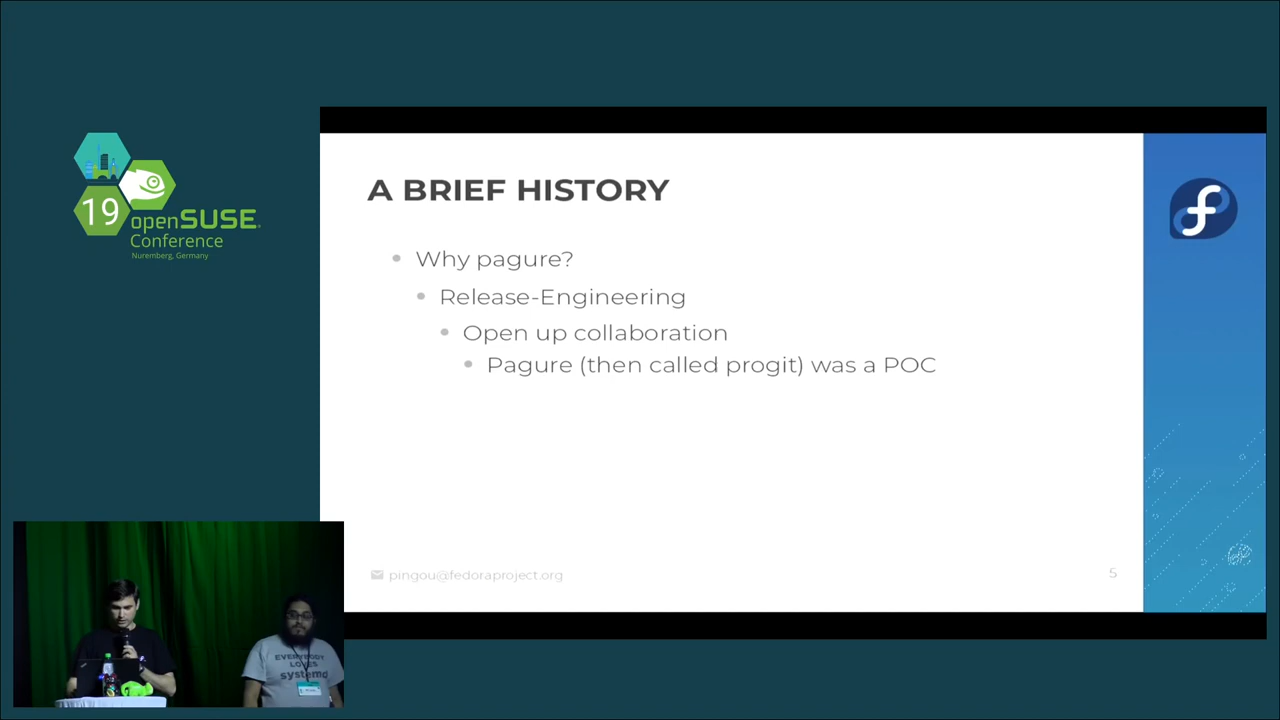 19
openSUSE
Conference
Nuremberg, Germany
A BRIEF HISTORY
Why pagure?
Release-Engineering
Open up collaboration
Pagure (then called progit) was a POC
pingou@fedoraproject.org
5
EVERYBODY
LOVES
systemd